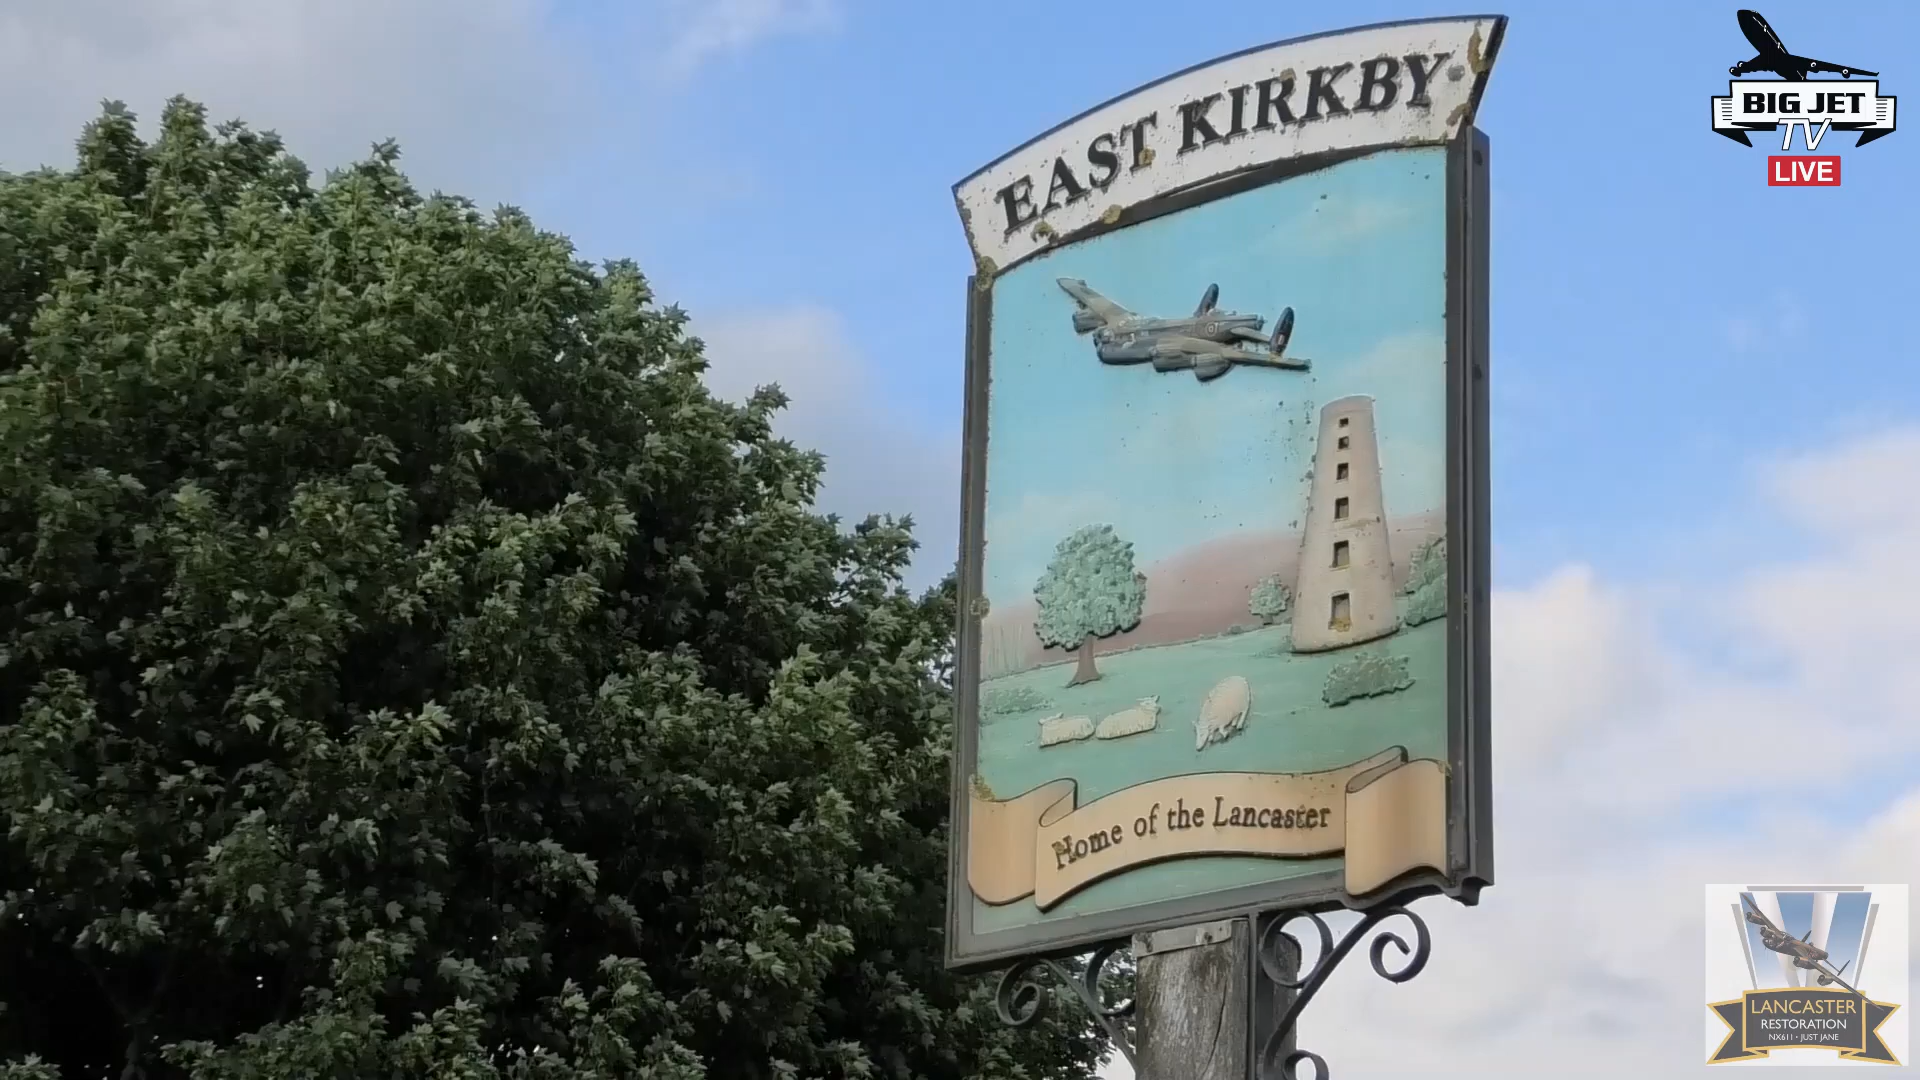 EAST KIRKBY
Home of the Lancaster
BIG JET
TV
LIVE
LANCASTER
RESTORATION
NX611 • JUST JANE